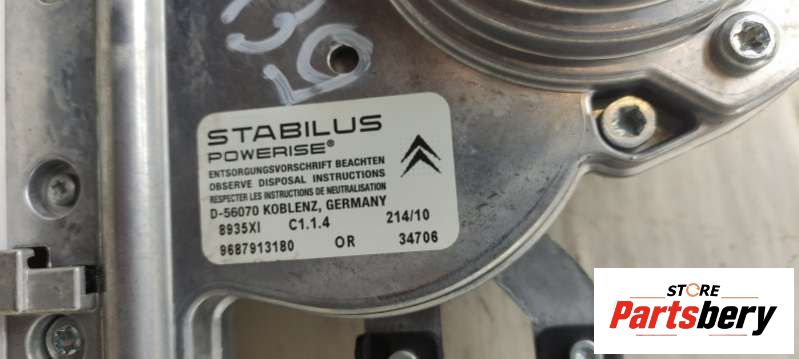 STABILUS
POWERISE®
ENTSORGUNGSVORSCHRIFT BEACHTEN
OBSERVE DISPOSAL INSTRUCTIONS
RESPECTER LES INSTRUCTIONS DE NEUTRALISATION
D-56070 KOBLENZ, GERMANY
8935XI C1.1.4 214/10
9687913180 OR 34706
STORE
Partsbery